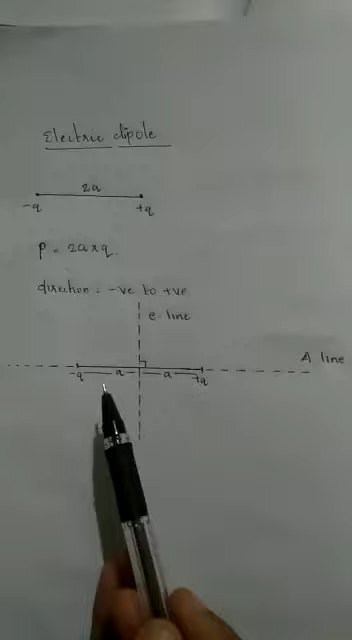 Electric dipole
2a
-q +q
P = 2a x q.
direction = -ve to +ve
e. line
A line
-q a a +q